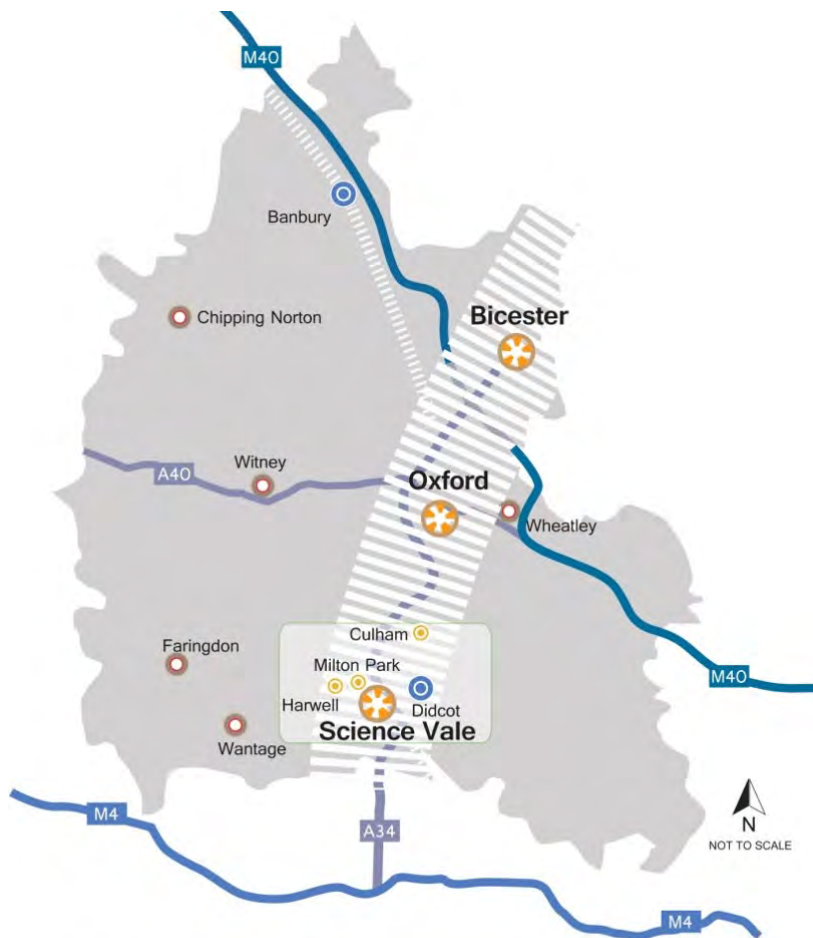 M40
Banbury
Chipping Norton
Bicester
Witney
A40
Oxford
Wheatley
Culham
Faringdon
Milton Park
Harwell
Didcot
Science Vale
Wantage
M40
M4
A34
N
NOT TO SCALE
M4